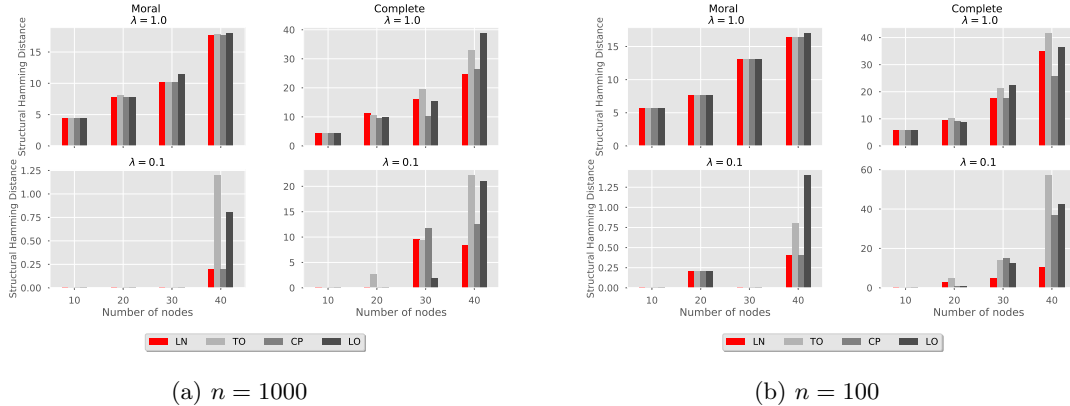 Moral
λ = 1.0
Complete
λ = 1.0
Structural Hamming Distance
15
10
5
0
40
30
20
10
0
λ = 0.1
λ = 0.1
Structural Hamming Distance
1.25
1.00
0.75
0.50
0.25
0.00
20
15
10
5
0
10 20 30 40
10 20 30 40
Number of nodes
Number of nodes
LN TO CP LO
(a) n = 1000
Moral
λ = 1.0
Complete
λ = 1.0
Structural Hamming Distance
15
10
5
0
40
30
20
10
0
λ = 0.1
λ = 0.1
Structural Hamming Distance
1.25
1.00
0.75
0.50
0.25
0.00
60
40
20
0
10 20 30 40
10 20 30 40
Number of nodes
Number of nodes
LN TO CP LO
(b) n = 100